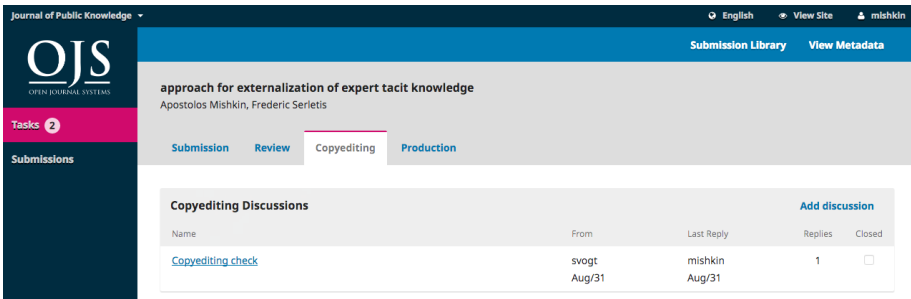 Journal of Public Knowledge
English View Site mishkin
OJS
OPEN JOURNAL SYSTEMS
Submission Library View Metadata
approach for externalization of expert tacit knowledge
Apostolos Mishkin, Frederic Serletis
Tasks 2
Submissions
Submission Review Copyediting Production
Copyediting Discussions Add discussion
Name From Last Reply Replies Closed
Copyediting check svogt mishkin 1
Aug/31 Aug/31